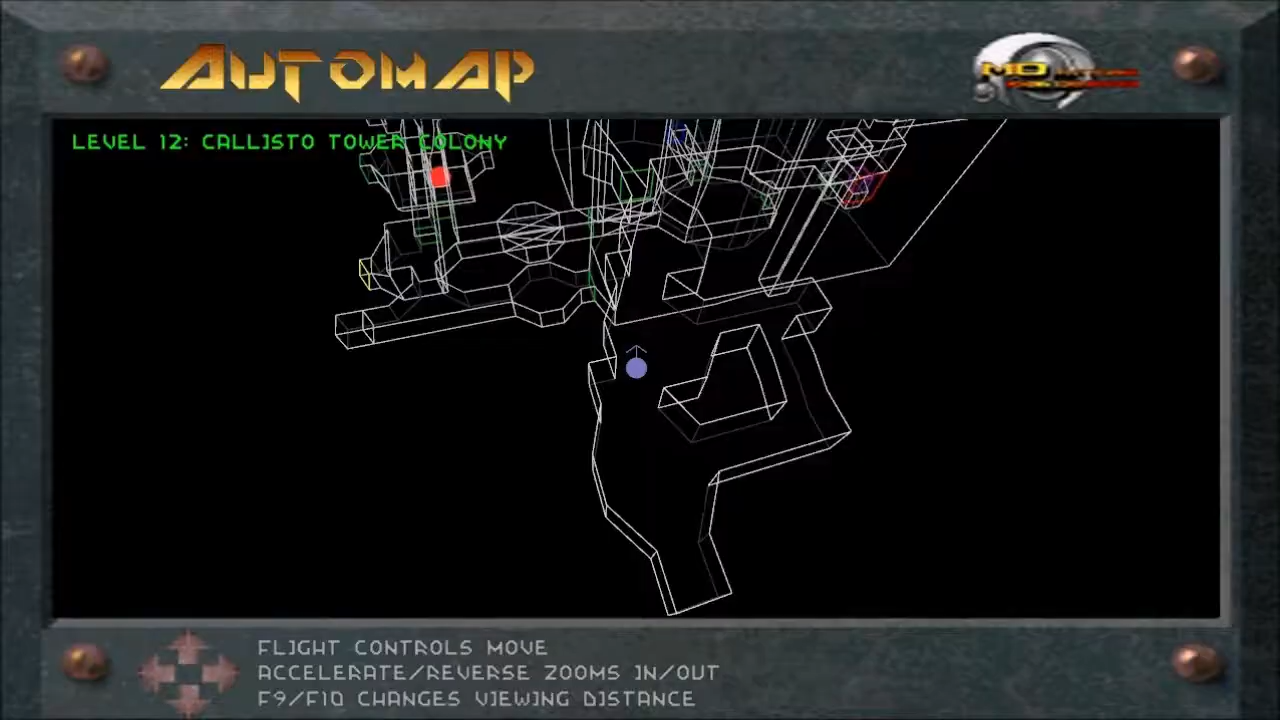 AUTOMAP
MD
LEVEL 12: CALLISTO TOWER COLONY
FLIGHT CONTROLS MOVE
ACCELERATE/REVERSE ZOOMS IN/OUT
F9/F10 CHANGES VIEWING DISTANCE